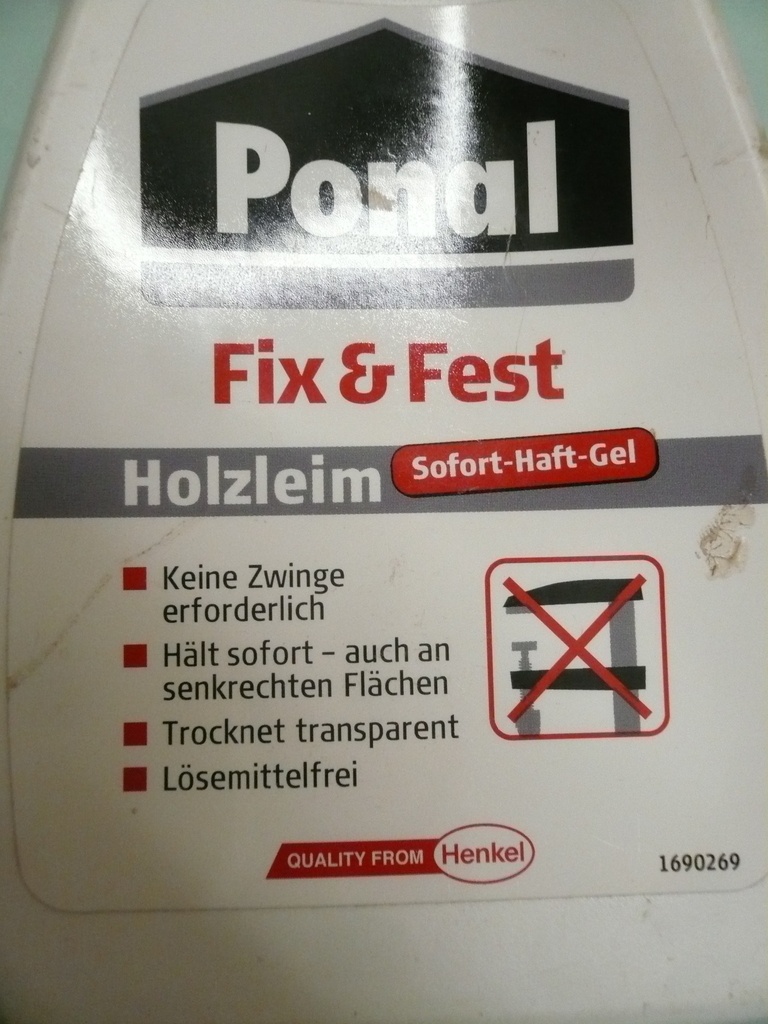 Ponal
Fix & Fest
Holzleim Sofort-Haft-Gel
Keine Zwinge
erforderlich
Hält sofort – auch an
senkrechten Flächen
Trocknet transparent
Lösemittelfrei
QUALITY FROM Henkel
1690269